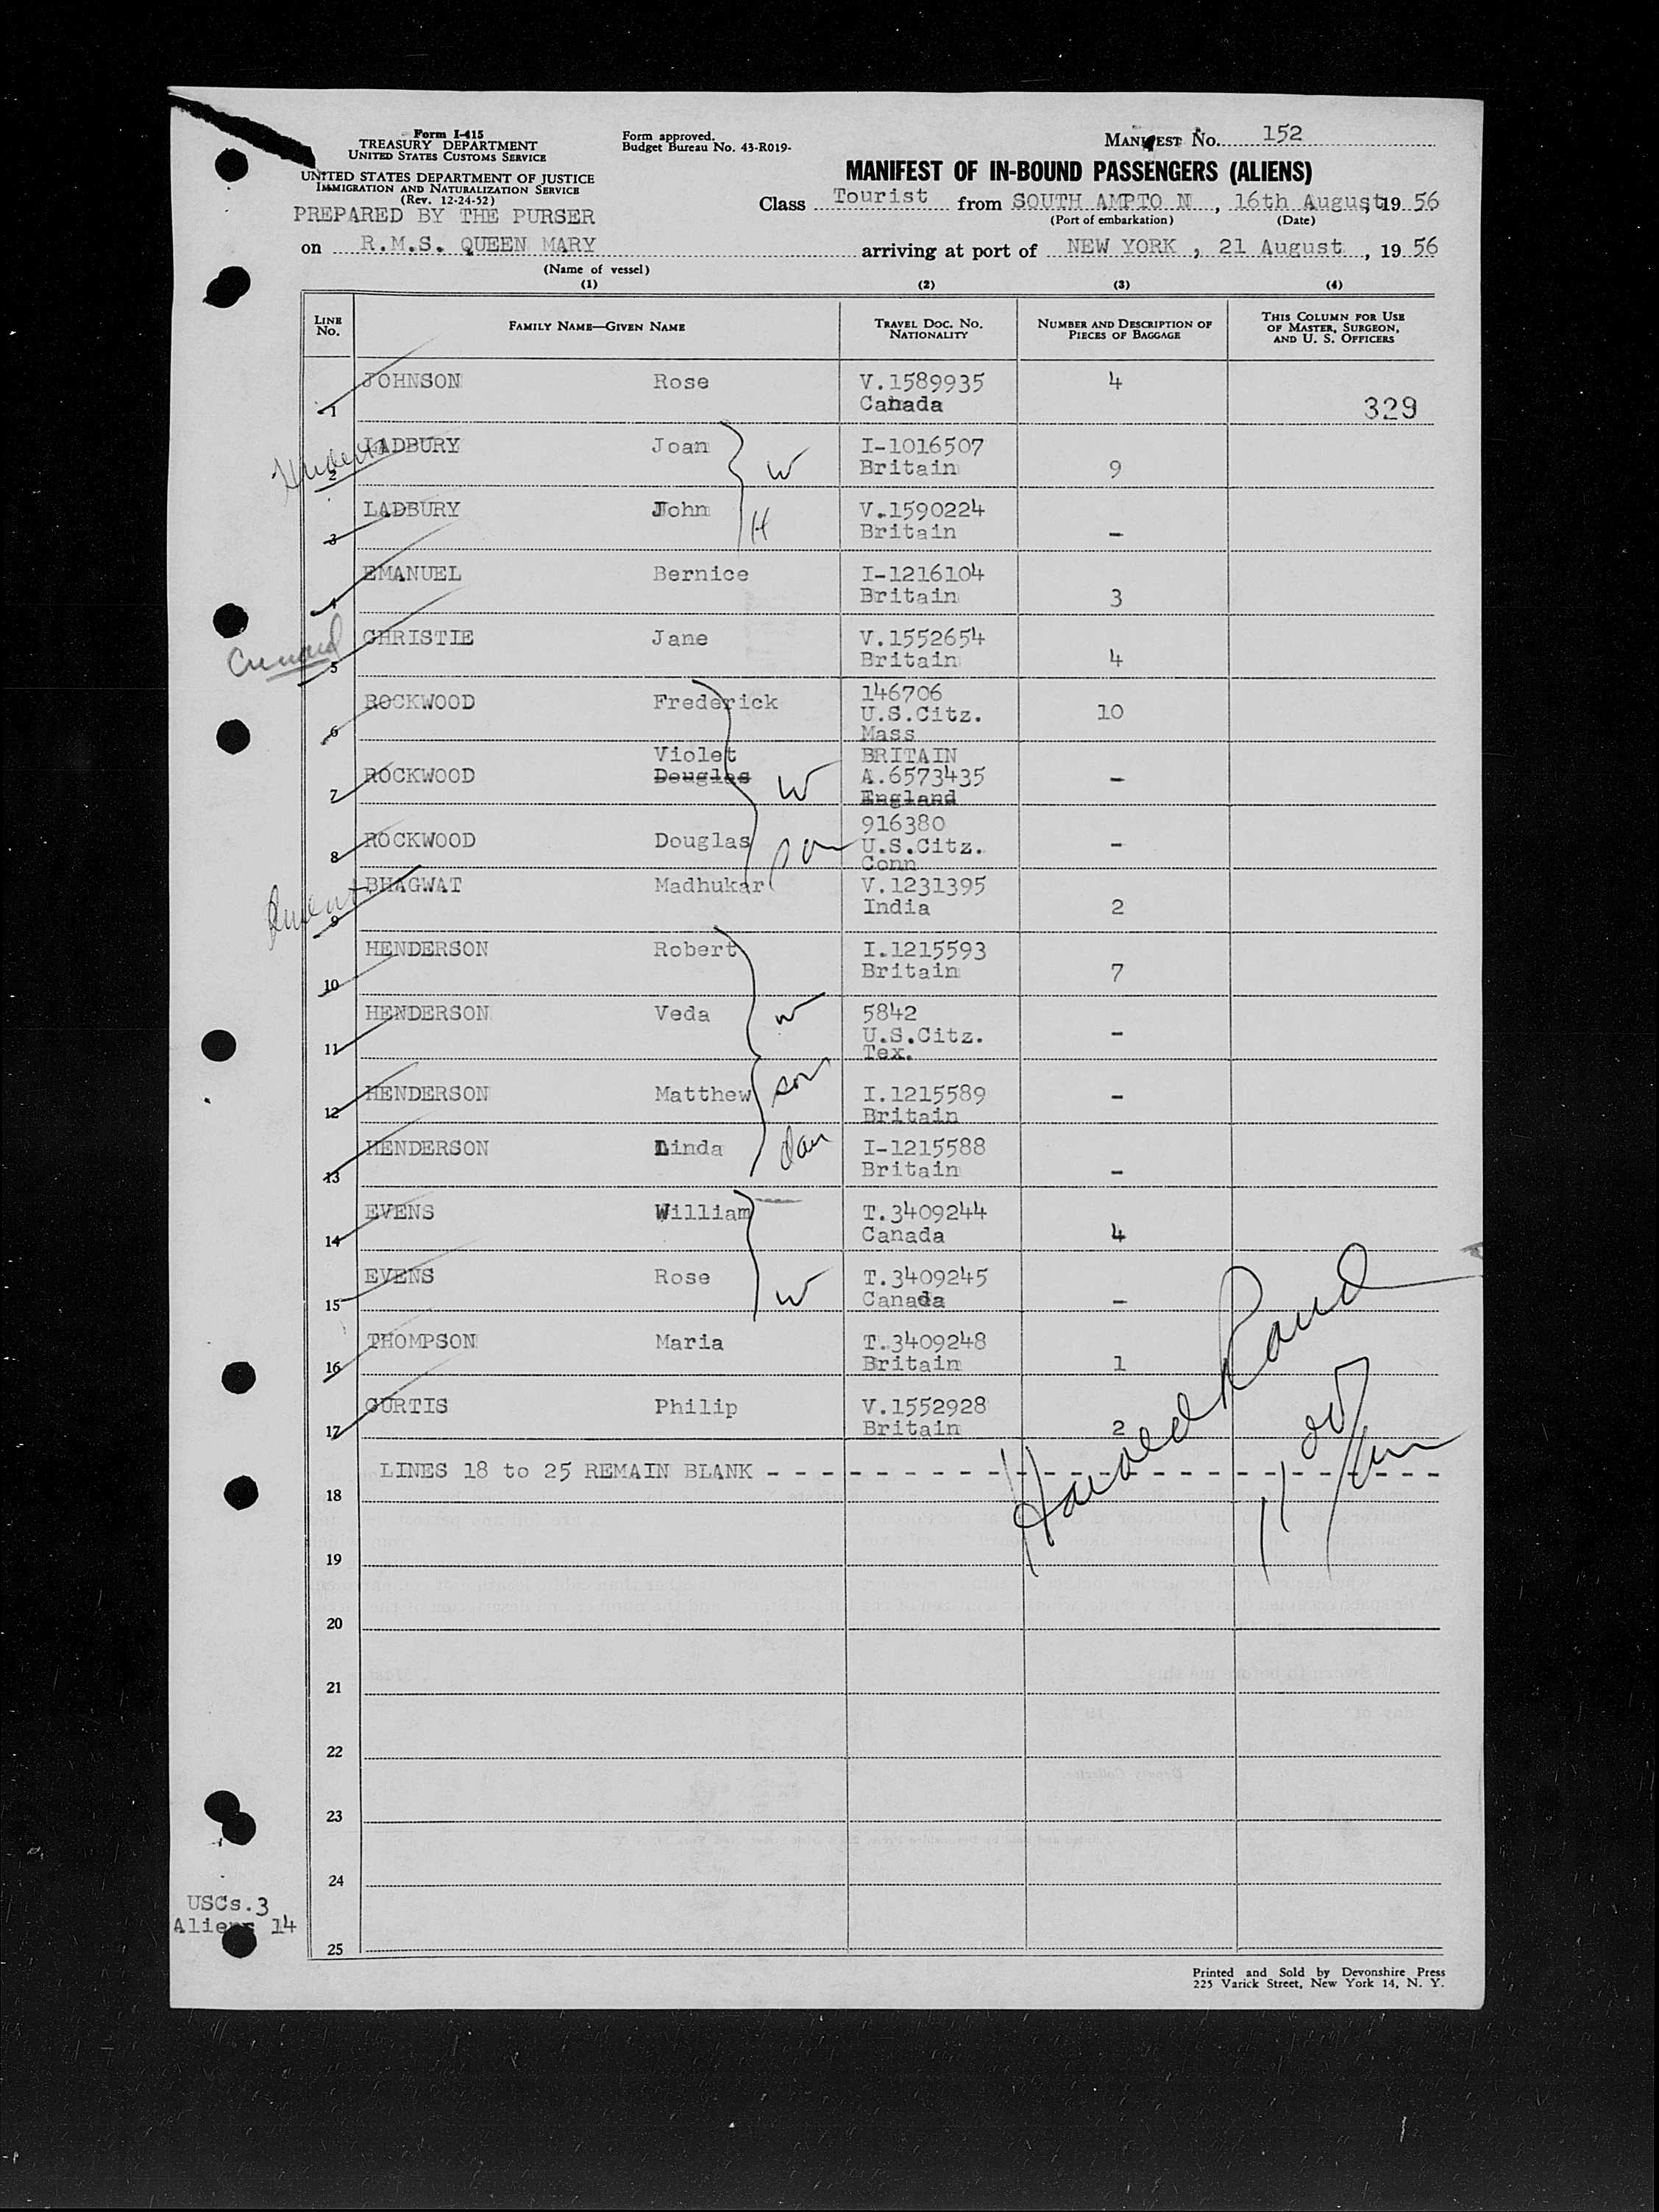 Form I-415
TREASURY DEPARTMENT
UNITED STATES CUSTOMS SERVICE
UNITED STATES DEPARTMENT OF JUSTICE
IMMIGRATION AND NATURALIZATION SERVICE
(Rev. 12-24-52)
PREPARED BY THE PURSER
Form approved.
Budget Bureau No. 43-R019-
MANIFEST No. 152
MANIFEST OF IN-BOUND PASSENGERS (ALIENS)
Class Tourist from SOUTH AMPTO N, 16th August, 19 56
(Port of embarkation) (Date)
on R.M.S. QUEEN MARY arriving at port of NEW YORK, 21 August, 19 56
(Name of vessel)
(1) (2) (3) (4)
LINE No. FAMILY NAME—GIVEN NAME TRAVEL DOC. No. NATIONALITY NUMBER AND DESCRIPTION OF PIECES OF BAGGAGE THIS COLUMN FOR USE OF MASTER, SURGEON, AND U. S. OFFICERS
1 JOHNSON Rose V.1589935 4
Canada 329
2 LADBURY Joan W I-1016507
Britain 9
3 LADBURY John H V.1590224
Britain -
4 EMANUEL Bernice I-1216104
Britain 3
Cunard
5 CHRISTIE Jane V.1552654
Britain 4
6 ROCKWOOD Frederick 146706
U.S.Citz. 10
Mass
Violet BRITAIN
7 ROCKWOOD Douglas W A.6573435 -
England
916380
8 ROCKWOOD Douglas son U.S.Citz. -
Conn
9 BHAGWAT Madhukar V.1231395
India 2
10 HENDERSON Robert I.1215593
Britain 7
11 HENDERSON Veda W 5842
U.S.Citz. -
Tex.
12 HENDERSON Matthew son I.1215589 -
Britain
13 HENDERSON Linda dau I-1215588
Britain -
14 EVENS William T.3409244
Canada 4
15 EVENS Rose W T.3409245
Canada -
16 THOMPSON Maria T.3409248
Britain 1
17 CURTIS Philip V.1552928
Britain 2
LINES 18 to 25 REMAIN BLANK - - - - - - - - - - - - - - - - - - - - - - - - -
18
19
20
21
22
23
24
25
USCs.3
Aliens 14
Printed and Sold by Devonshire Press
225 Varick Street, New York 14, N. Y.